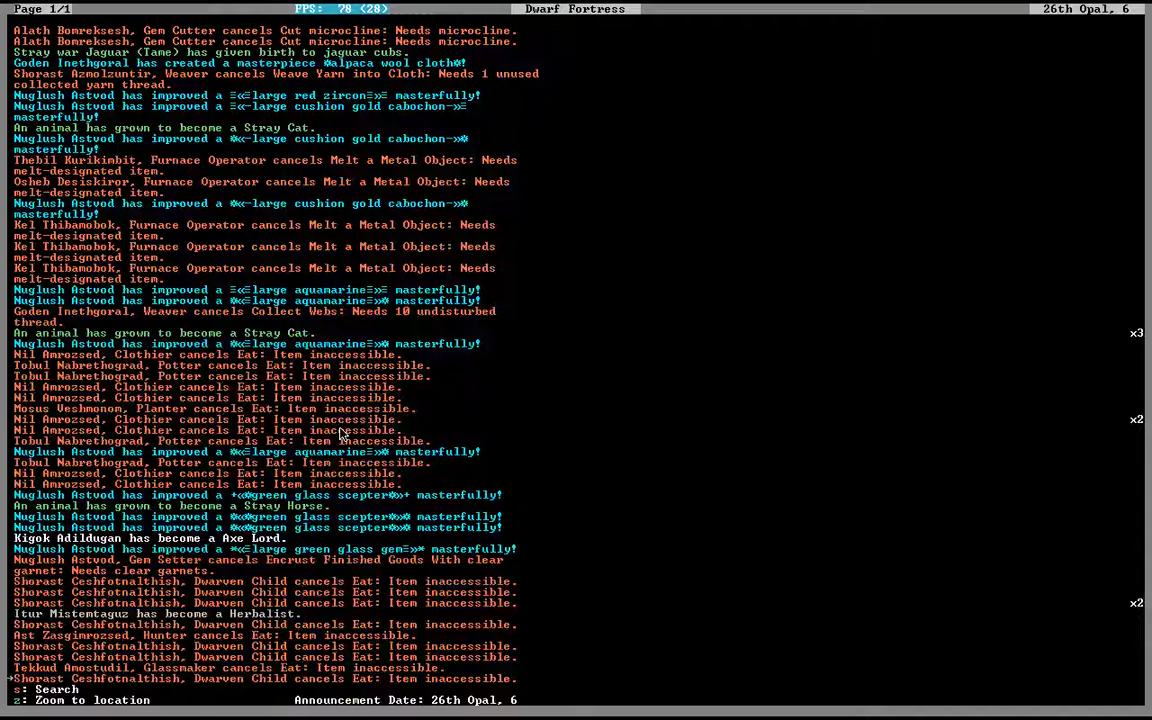 Page 1/1 FPS: 78 (20) Dwarf Fortress 26th Opal, 6
Alath Bomreksesh, Gem Cutter cancels Cut microcline: Needs microcline.
Alath Bomreksesh, Gem Cutter cancels Cut microcline: Needs microcline.
Stray war Jaguar (Tame) has given birth to jaguar cubs.
Goden Inethgoral has created a masterpiece ☼alpaca wool cloth☼!
Shorast Azmolzuntir, Weaver cancels Weave Yarn into Cloth: Needs 1 unused
collected yarn thread.
Nuglush Astvod has improved a ≡«≡large red zircon≡»≡ masterfully!
Nuglush Astvod has improved a ≡«-large cushion gold cabochon-»≡
masterfully!
An animal has grown to become a Stray Cat.
Nuglush Astvod has improved a ☼«-large cushion gold cabochon-»☼
masterfully!
Thebil Kurikimbit, Furnace Operator cancels Melt a Metal Object: Needs
melt-designated item.
Osheb Desiskiror, Furnace Operator cancels Melt a Metal Object: Needs
melt-designated item.
Nuglush Astvod has improved a ☼«-large cushion gold cabochon-»☼
masterfully!
Kel Thibamobok, Furnace Operator cancels Melt a Metal Object: Needs
melt-designated item.
Kel Thibamobok, Furnace Operator cancels Melt a Metal Object: Needs
melt-designated item.
Kel Thibamobok, Furnace Operator cancels Melt a Metal Object: Needs
melt-designated item.
Nuglush Astvod has improved a ≡«≡large aquamarine≡»≡ masterfully!
Nuglush Astvod has improved a ☼«≡large aquamarine≡»☼ masterfully!
Goden Inethgoral, Weaver cancels Collect Webs: Needs 10 undisturbed
thread.
An animal has grown to become a Stray Cat. x3
Nuglush Astvod has improved a ☼«≡large aquamarine≡»☼ masterfully!
Nil Amrozsed, Clothier cancels Eat: Item inaccessible.
Tobul Nabrethograd, Potter cancels Eat: Item inaccessible.
Tobul Nabrethograd, Potter cancels Eat: Item inaccessible.
Nil Amrozsed, Clothier cancels Eat: Item inaccessible.
Nil Amrozsed, Clothier cancels Eat: Item inaccessible.
Mosus Veshmonom, Planter cancels Eat: Item inaccessible.
Nil Amrozsed, Clothier cancels Eat: Item inaccessible. x2
Nil Amrozsed, Clothier cancels Eat: Item inaccessible.
Tobul Nabrethograd, Potter cancels Eat: Item inaccessible.
Nuglush Astvod has improved a ☼«≡large aquamarine≡»☼ masterfully!
Tobul Nabrethograd, Potter cancels Eat: Item inaccessible.
Nil Amrozsed, Clothier cancels Eat: Item inaccessible.
Nil Amrozsed, Clothier cancels Eat: Item inaccessible.
Nuglush Astvod has improved a +«☼green glass scepter☼»+ masterfully!
An animal has grown to become a Stray Horse.
Nuglush Astvod has improved a ☼«☼green glass scepter☼»☼ masterfully!
Nuglush Astvod has improved a ☼«☼green glass scepter☼»☼ masterfully!
Kigok Adildugan has become a Axe Lord.
Nuglush Astvod has improved a *«≡large green glass gem≡»* masterfully!
Nuglush Astvod, Gem Setter cancels Encrust Finished Goods With clear
garnet: Needs clear garnets.
Shorast Ceshfotnalthish, Dwarven Child cancels Eat: Item inaccessible.
Shorast Ceshfotnalthish, Dwarven Child cancels Eat: Item inaccessible.
Shorast Ceshfotnalthish, Dwarven Child cancels Eat: Item inaccessible. x2
Itur Mistemtaguz has become a Herbalist.
Shorast Ceshfotnalthish, Dwarven Child cancels Eat: Item inaccessible.
Ast Zasgimrozsed, Hunter cancels Eat: Item inaccessible.
Shorast Ceshfotnalthish, Dwarven Child cancels Eat: Item inaccessible.
Shorast Ceshfotnalthish, Dwarven Child cancels Eat: Item inaccessible.
Tekkud Amostudil, Glassmaker cancels Eat: Item inaccessible.
→Shorast Ceshfotnalthish, Dwarven Child cancels Eat: Item inaccessible.
s: Search
z: Zoom to location Announcement Date: 26th Opal, 6